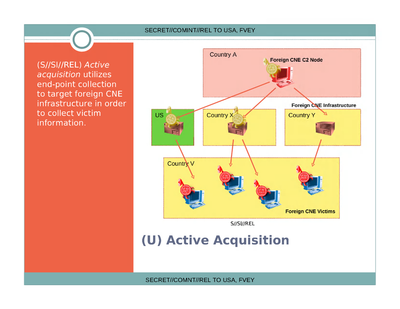 SECRET//COMNT//REL TO USA, FVEY
(S//SI//REL) Active
acquisition utilizes
end-point collection
to target foreign CNE
infrastructure in order
to collect victim
information.
Country A
Foreign CNE C2 Node
Foreign CNE Infrastructure
US
Country X
Country Y
Country V
Foreign CNE Victims
S//SI//REL
(U) Active Acquisition
SECRET//COMNT//REL TO USA, FVEY